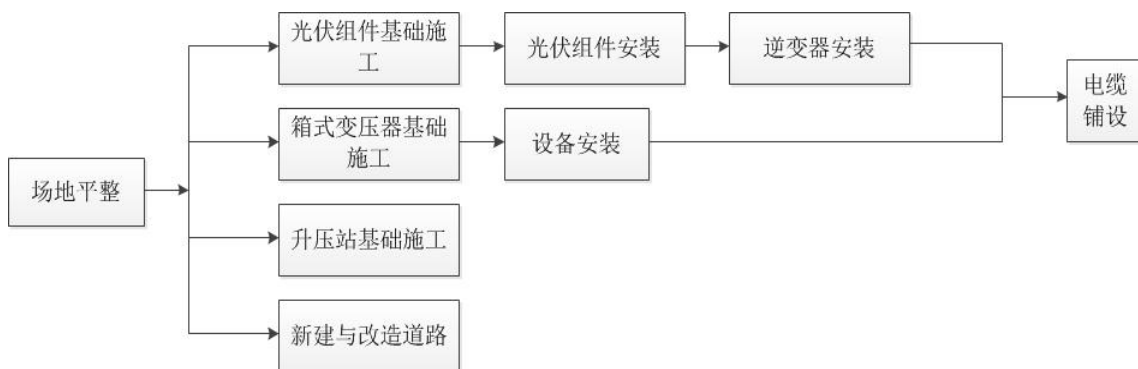 光伏组件基础施
工
光伏组件安装
逆变器安装
电缆
铺设
箱式变压器基础
施工
设备安装
场地平整
升压站基础施工
新建与改造道路